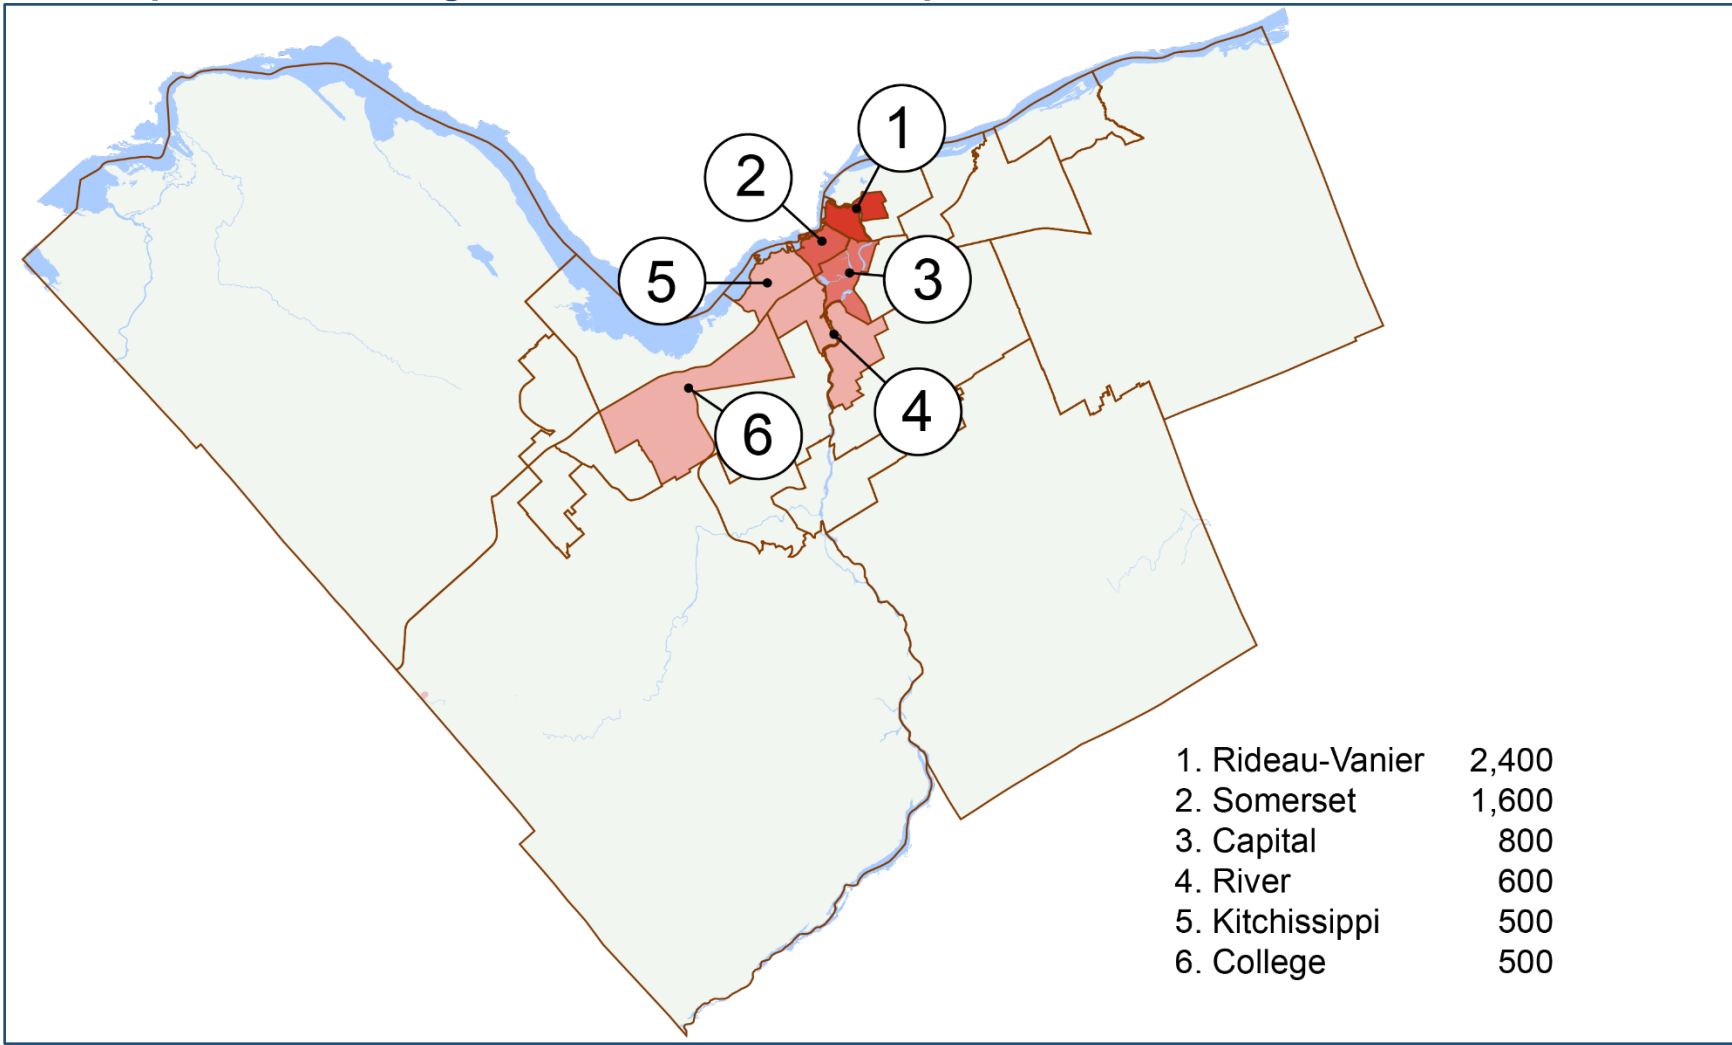 1
2
5
3
4
6
1. Rideau-Vanier 2,400
2. Somerset 1,600
3. Capital 800
4. River 600
5. Kitchissippi 500
6. College 500